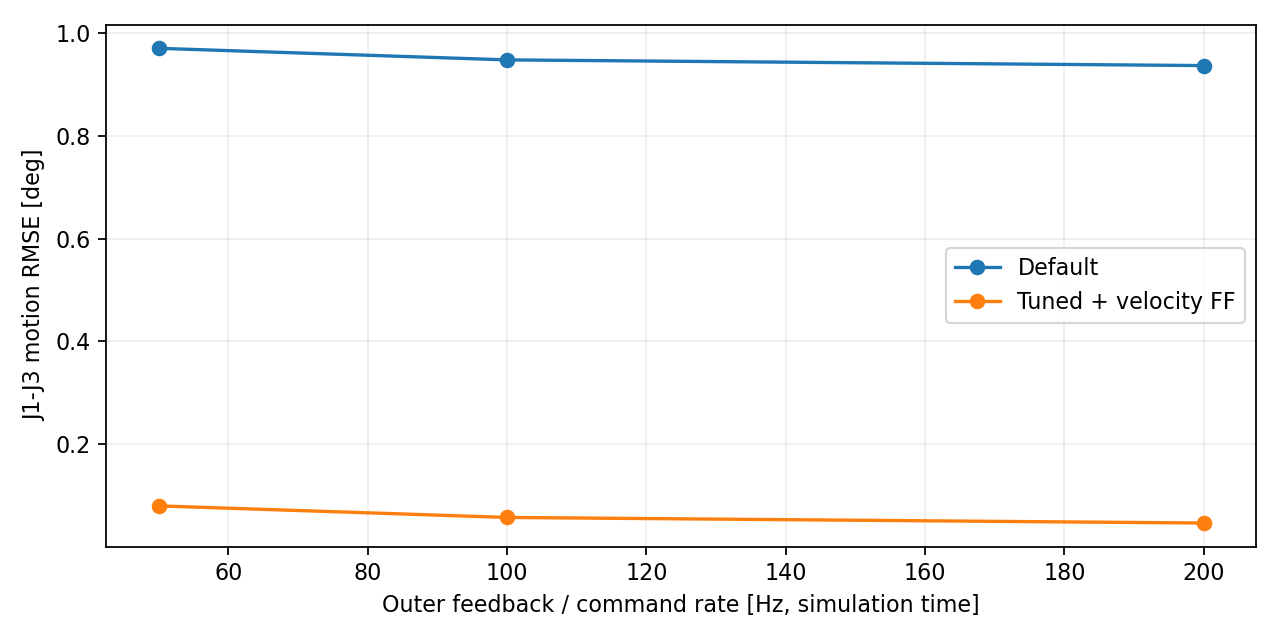 1.0
0.8
0.6
0.4
0.2
J1-J3 motion RMSE [deg]
Default
Tuned + velocity FF
60 80 100 120 140 160 180 200
Outer feedback / command rate [Hz, simulation time]